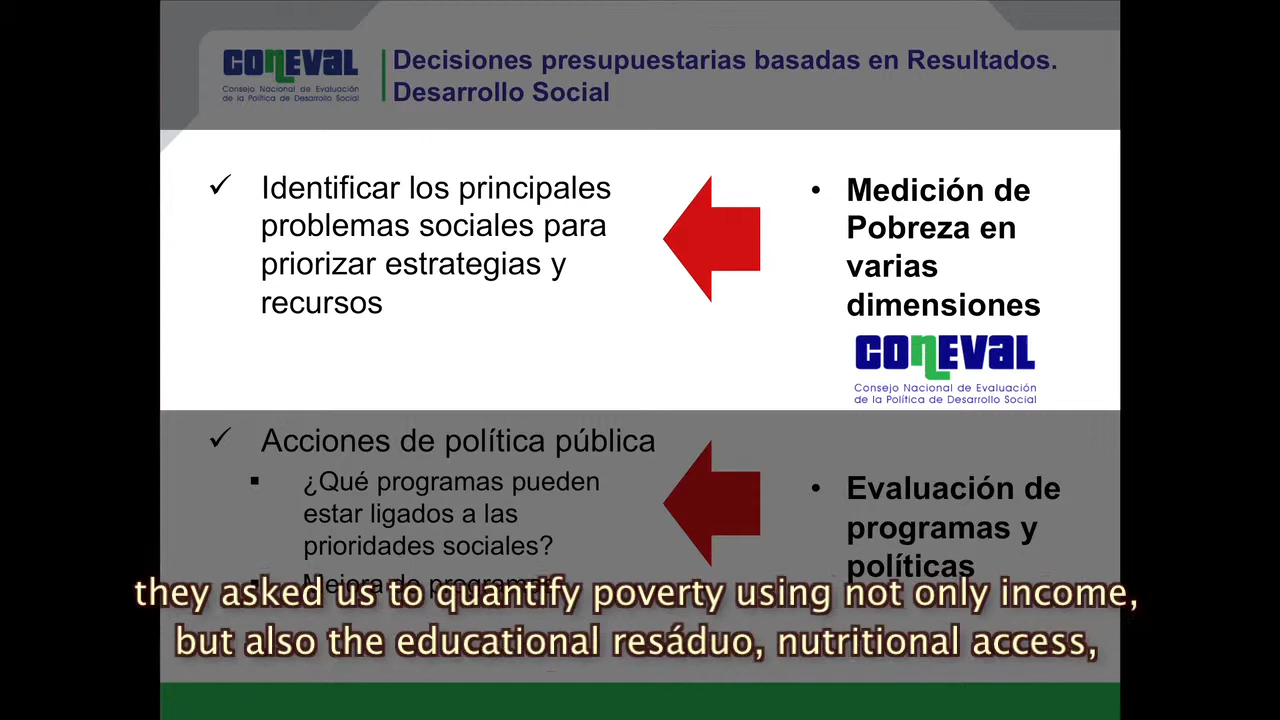 CONEVAL
Consejo Nacional de Evaluación
de la Política de Desarrollo Social
Decisiones presupuestarias basadas en Resultados.
Desarrollo Social
✓ Identificar los principales
problemas sociales para
priorizar estrategias y
recursos
• Medición de
Pobreza en
varias
dimensiones
CONEVAL
Consejo Nacional de Evaluación
de la Política de Desarrollo Social
✓ Acciones de política pública
▪ ¿Qué programas pueden
estar ligados a las
prioridades sociales?
▪ Mejora de programas
• Evaluación de
programas y
políticas
they asked us to quantify poverty using not only income,
but also the educational resáduo, nutritional access,